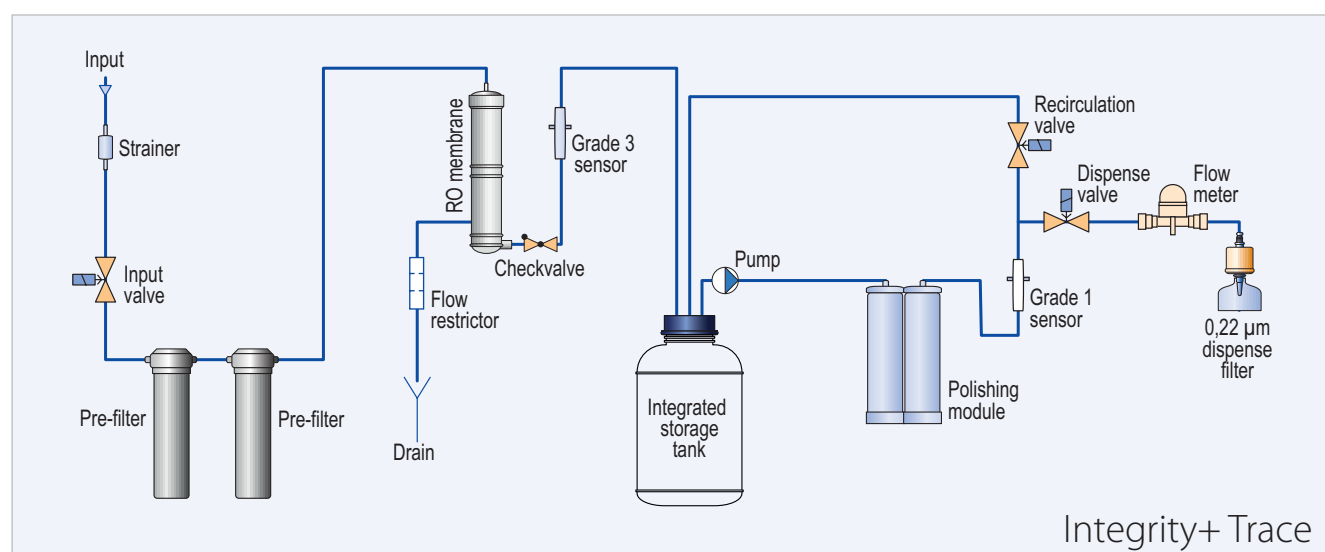 Input
Strainer
Input
valve
Pre-filter
Pre-filter
RO membrane
Flow
restrictor
Drain
Checkvalve
Grade 3
sensor
Integrated
storage
tank
Pump
Polishing
module
Grade 1
sensor
Recirculation
valve
Dispense
valve
Flow
meter
0,22 µm
dispense
filter
Integrity+ Trace